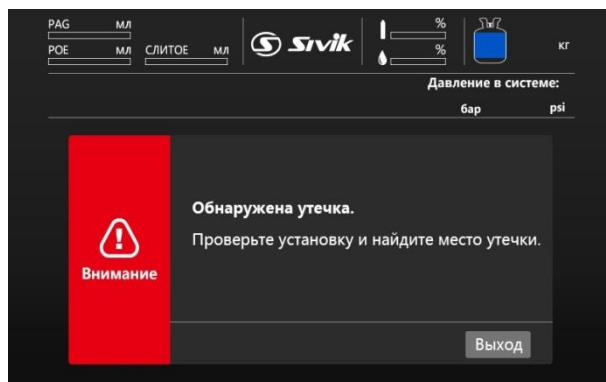 PAG мл
POE мл СЛИТОЕ мл
Sivik
%
%
кг
Давление в системе:
бар psi
Обнаружена утечка.
Проверьте установку и найдите место утечки.
Внимание
Выход